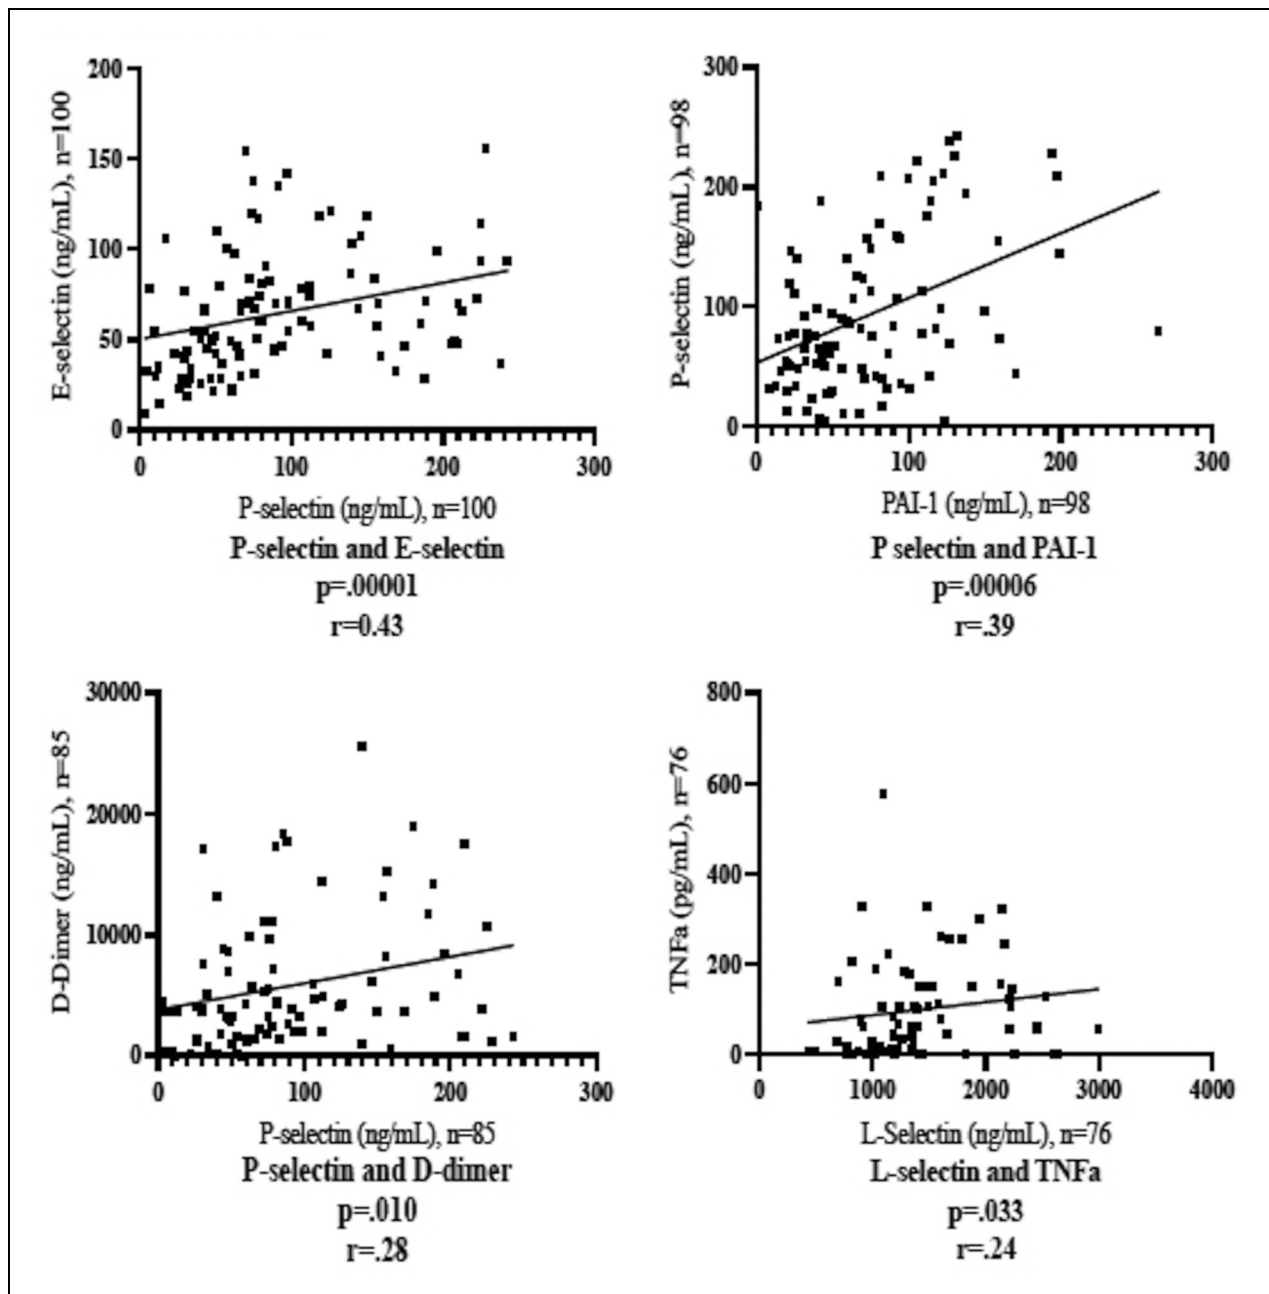 200
150
100
50
0
0 100 200 300
E-selectin (ng/mL), n=100
P-selectin (ng/mL), n=100
P-selectin and E-selectin
p=.00001
r=0.43
300
200
100
0
0 100 200 300
P-selectin (ng/mL), n=98
PAI-1 (ng/mL), n=98
P selectin and PAI-1
p=.00006
r=.39
30000
20000
10000
0
0 100 200 300
D-Dimer (ng/mL), n=85
P-selectin (ng/mL), n=85
P-selectin and D-dimer
p=.010
r=.28
800
600
400
200
0
0 1000 2000 3000 4000
TNFa (pg/mL), n=76
L-Selectin (ng/mL), n=76
L-selectin and TNFa
p=.033
r=.24